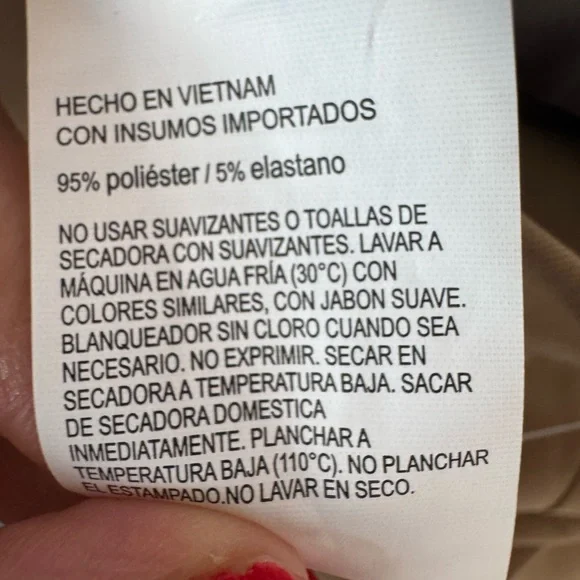 HECHO EN VIETNAM
CON INSUMOS IMPORTADOS
95% poliéster / 5% elastano
NO USAR SUAVIZANTES O TOALLAS DE
SECADORA CON SUAVIZANTES. LAVAR A
MÁQUINA EN AGUA FRÍA (30°C) CON
COLORES SIMILARES, CON JABON SUAVE.
BLANQUEADOR SIN CLORO CUANDO SEA
NECESARIO. NO EXPRIMIR. SECAR EN
SECADORA A TEMPERATURA BAJA. SACAR
DE SECADORA DOMESTICA
INMEDIATAMENTE. PLANCHAR A
TEMPERATURA BAJA (110°C). NO PLANCHAR
EL ESTAMPADO.NO LAVAR EN SECO.